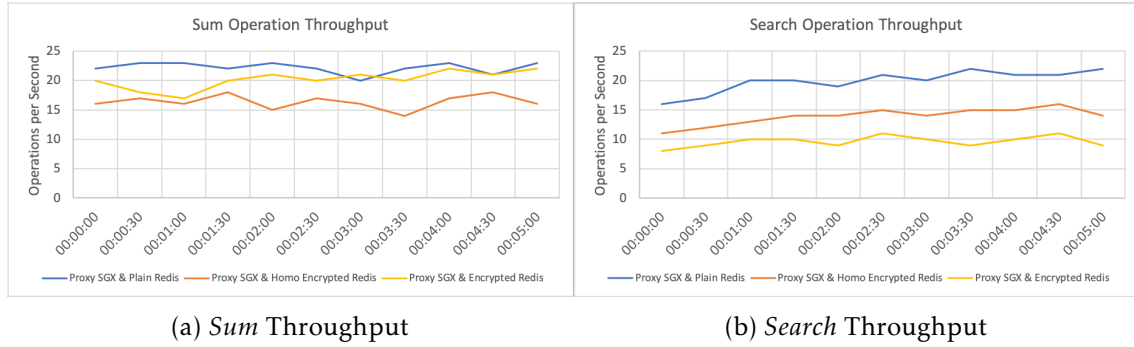 Sum Operation Throughput
Operations per Second
25
20
15
10
5
0
00:00:00 00:00:30 00:01:00 00:01:30 00:02:00 00:02:30 00:03:00 00:03:30 00:04:00 00:04:30 00:05:00
Proxy SGX & Plain Redis Proxy SGX & Homo Encrypted Redis Proxy SGX & Encrypted Redis
(a) Sum Throughput
Search Operation Throughput
Operations per Second
25
20
15
10
5
0
00:00:00 00:00:30 00:01:00 00:01:30 00:02:00 00:02:30 00:03:00 00:03:30 00:04:00 00:04:30 00:05:00
Proxy SGX & Plain Redis Proxy SGX & Homo Encrypted Redis Proxy SGX & Encrypted Redis
(b) Search Throughput